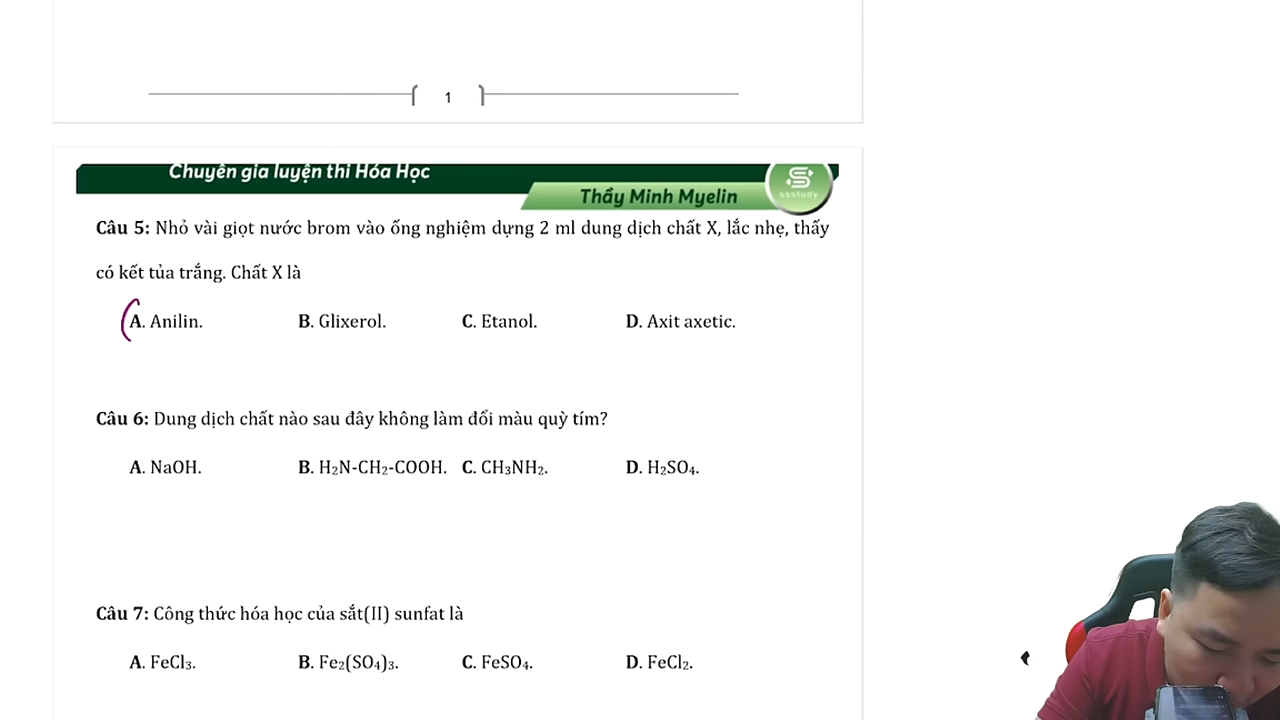 1
Chuyên gia luyện thi Hóa Học
Thầy Minh Myelin
ssstudy
Câu 5: Nhỏ vài giọt nước brom vào ống nghiệm dựng 2 ml dung dịch chất X, lắc nhẹ, thấy
có kết tủa trắng. Chất X là
A. Anilin. B. Glixerol. C. Etanol. D. Axit axetic.
Câu 6: Dung dịch chất nào sau đây không làm đổi màu quỳ tím?
A. NaOH. B. H₂N-CH₂-COOH. C. CH₃NH₂. D. H₂SO₄.
Câu 7: Công thức hóa học của sắt(II) sunfat là
A. FeCl₃. B. Fe₂(SO₄)₃. C. FeSO₄. D. FeCl₂.